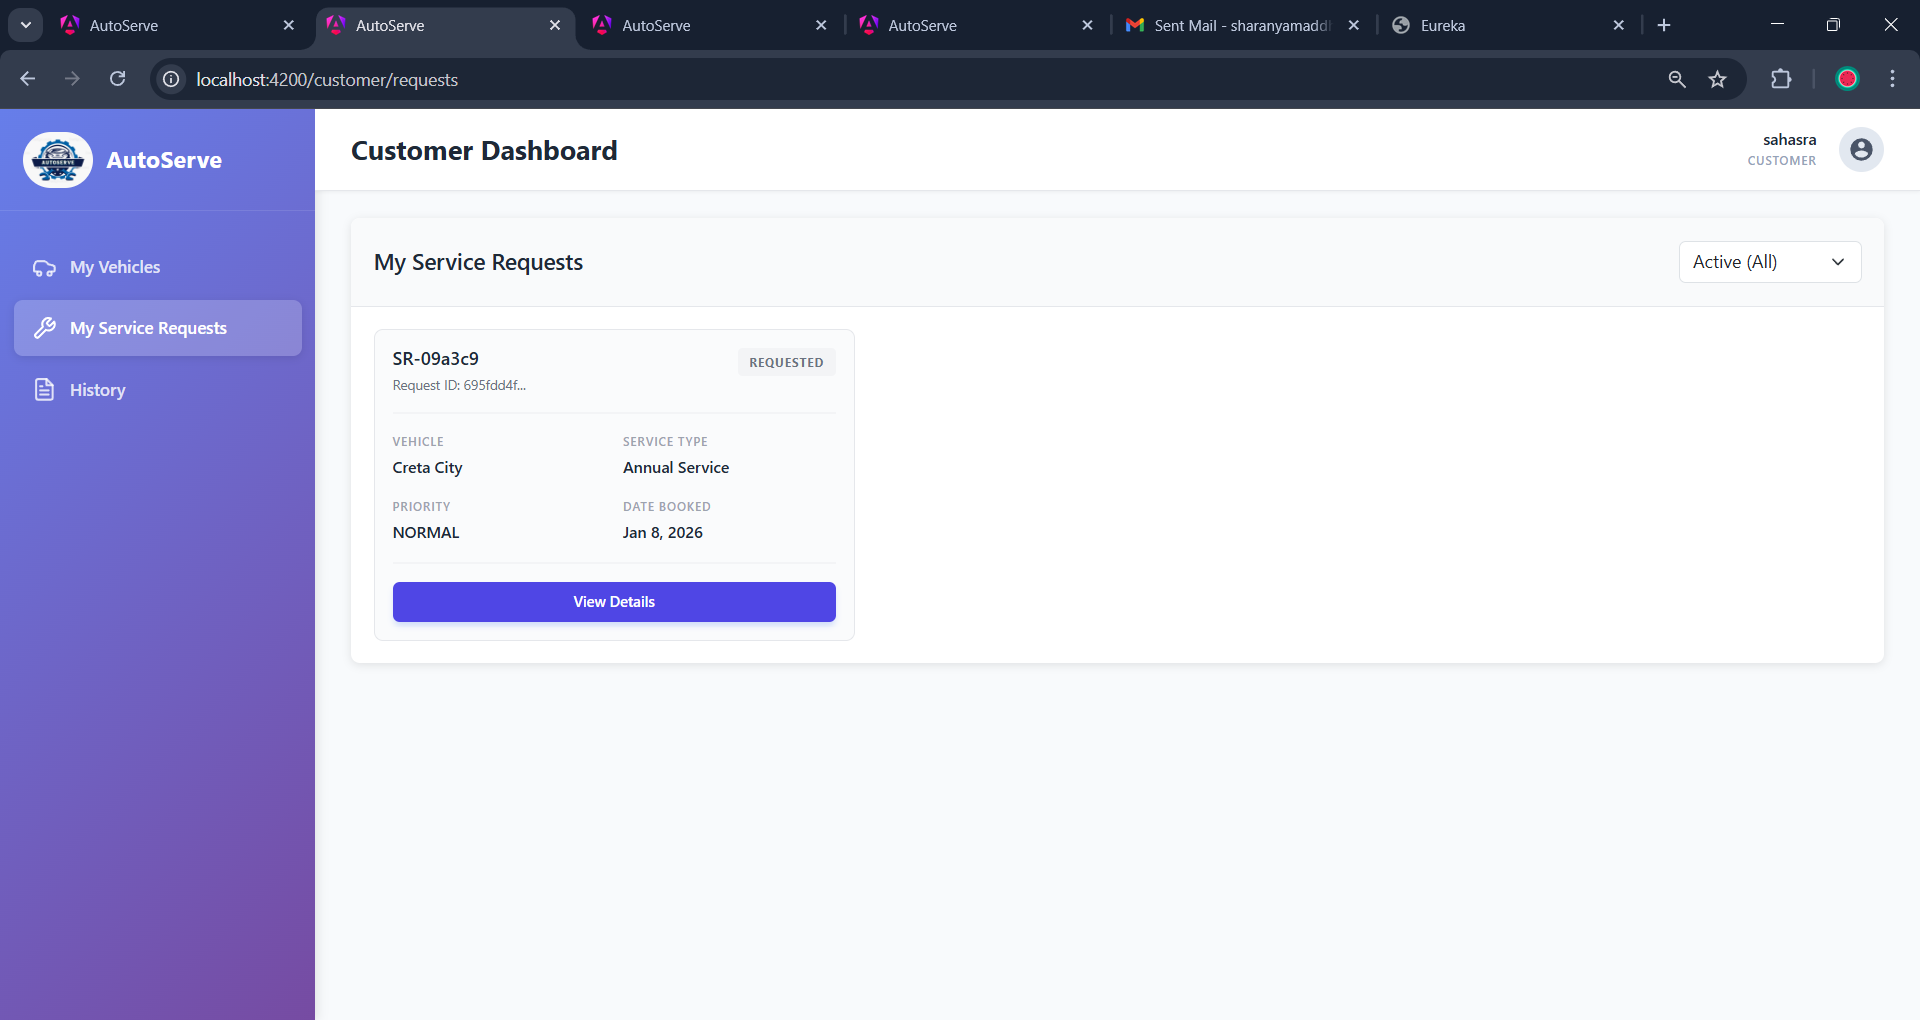 AutoServe
AutoServe
AutoServe
AutoServe
Sent Mail - sharanyamadd
Eureka
localhost:4200/customer/requests
AUTOSERVE
AutoServe
Customer Dashboard
sahasra
CUSTOMER
My Vehicles
My Service Requests
History
My Service Requests
Active (All)
SR-09a3c9
REQUESTED
Request ID: 695fdd4f...
VEHICLE
SERVICE TYPE
Creta City
Annual Service
PRIORITY
DATE BOOKED
NORMAL
Jan 8, 2026
View Details